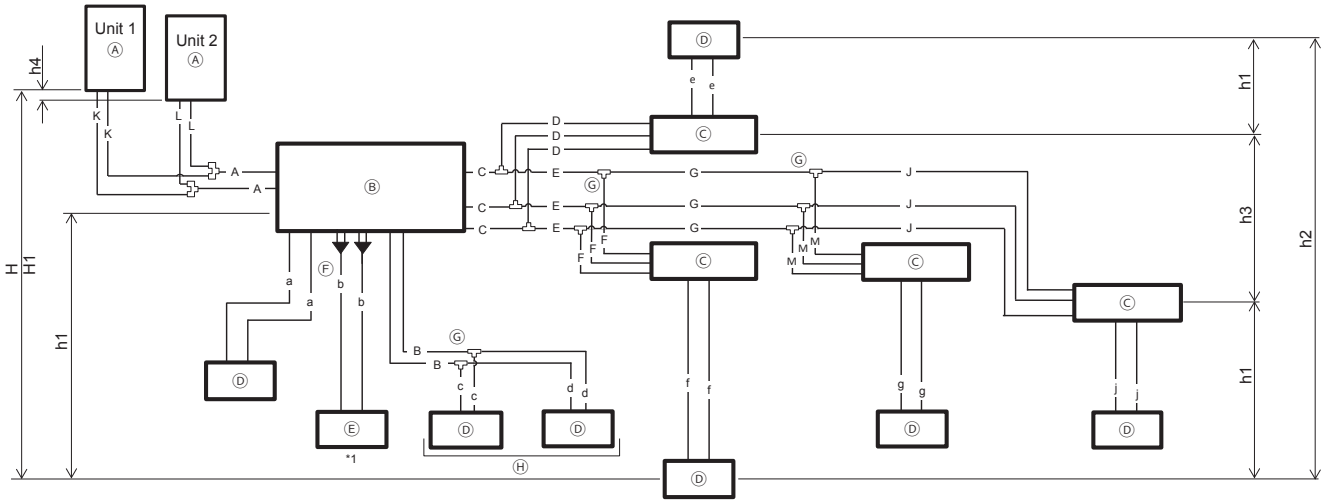 Unit 1
Ⓐ
Unit 2
Ⓐ
Ⓓ
h4
e e
h1
K
K
L
L
D
D
D
Ⓒ
A
A
Ⓑ
C E Ⓖ G Ⓖ J
C E G J
C E G J
F
F
F
M
M
M
h3
h2
H
H1
h1
Ⓒ
Ⓒ
Ⓒ
a
a
Ⓕ
b
b
Ⓖ
B
B
c
c
d
d
f f
g g
j j
h1
Ⓓ
Ⓔ
*1
Ⓓ
Ⓓ
Ⓗ
Ⓓ
Ⓓ
Ⓓ